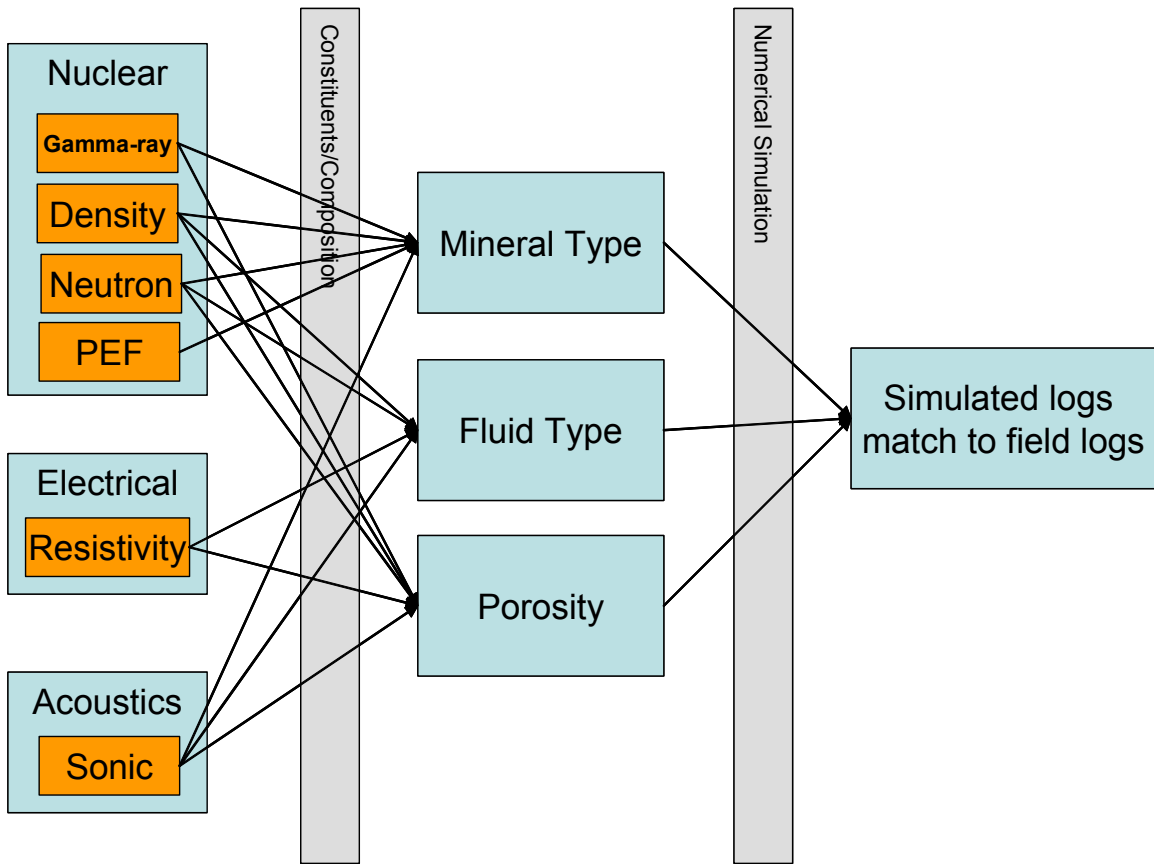 Nuclear
Gamma-ray
Density
Neutron
PEF
Electrical
Resistivity
Acoustics
Sonic
Constituents/Composition
Mineral Type
Fluid Type
Porosity
Numerical Simulation
Simulated logs
match to field logs